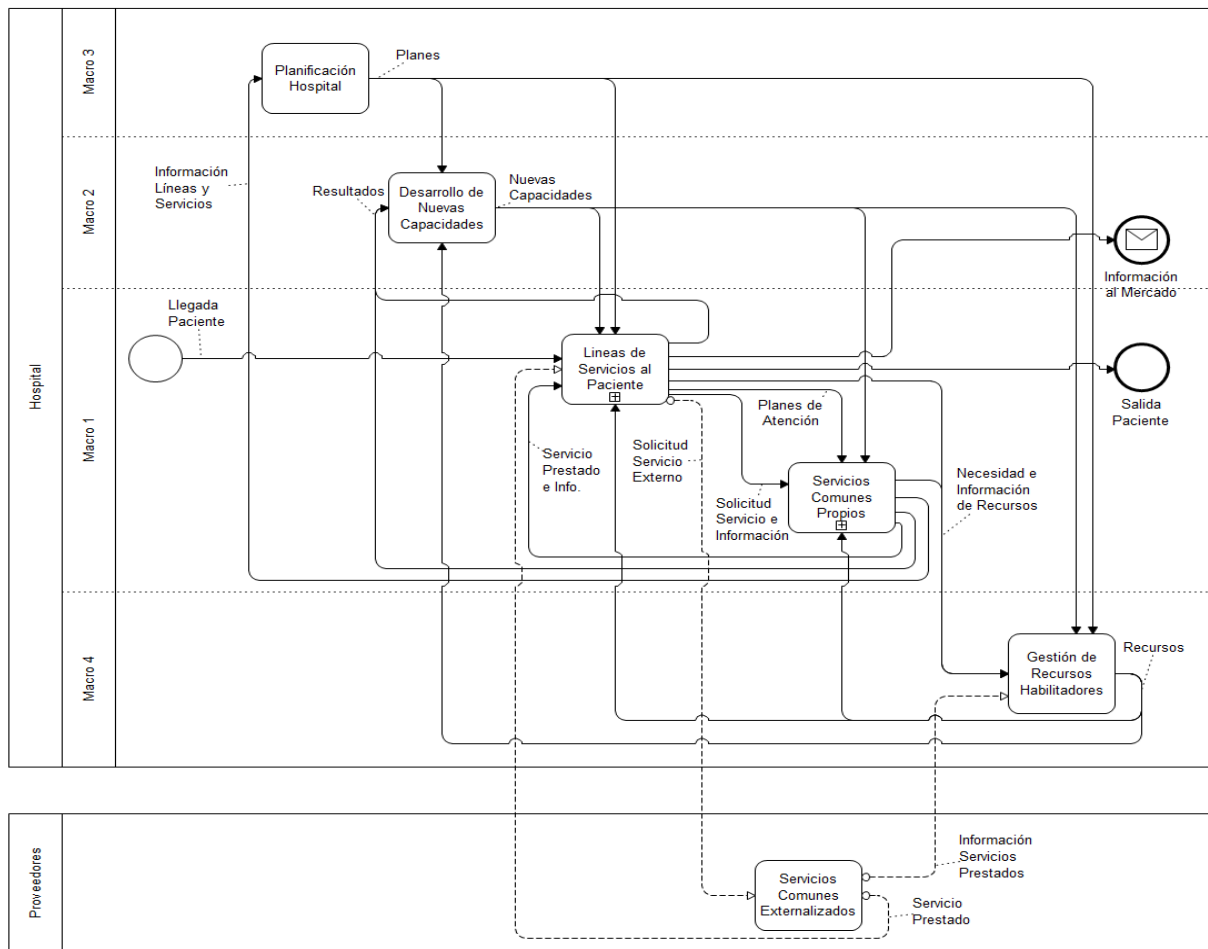 Hospital
Macro 3
Planificación
Hospital
Planes
Macro 2
Información
Líneas y
Servicios
Resultados
Desarrollo de
Nuevas
Capacidades
Nuevas
Capacidades
Información
al Mercado
Macro 1
Llegada
Paciente
Lineas de
Servicios al
Paciente
Salida
Paciente
Planes de
Atención
Servicio
Prestado
e Info.
Solicitud
Servicio
Externo
Solicitud
Servicio e
Información
Servicios
Comunes
Propios
Necesidad e
Información
de Recursos
Macro 4
Gestión de
Recursos
Habilitadores
Recursos
Proveedores
Servicios
Comunes
Externalizados
Información
Servicios
Prestados
Servicio
Prestado